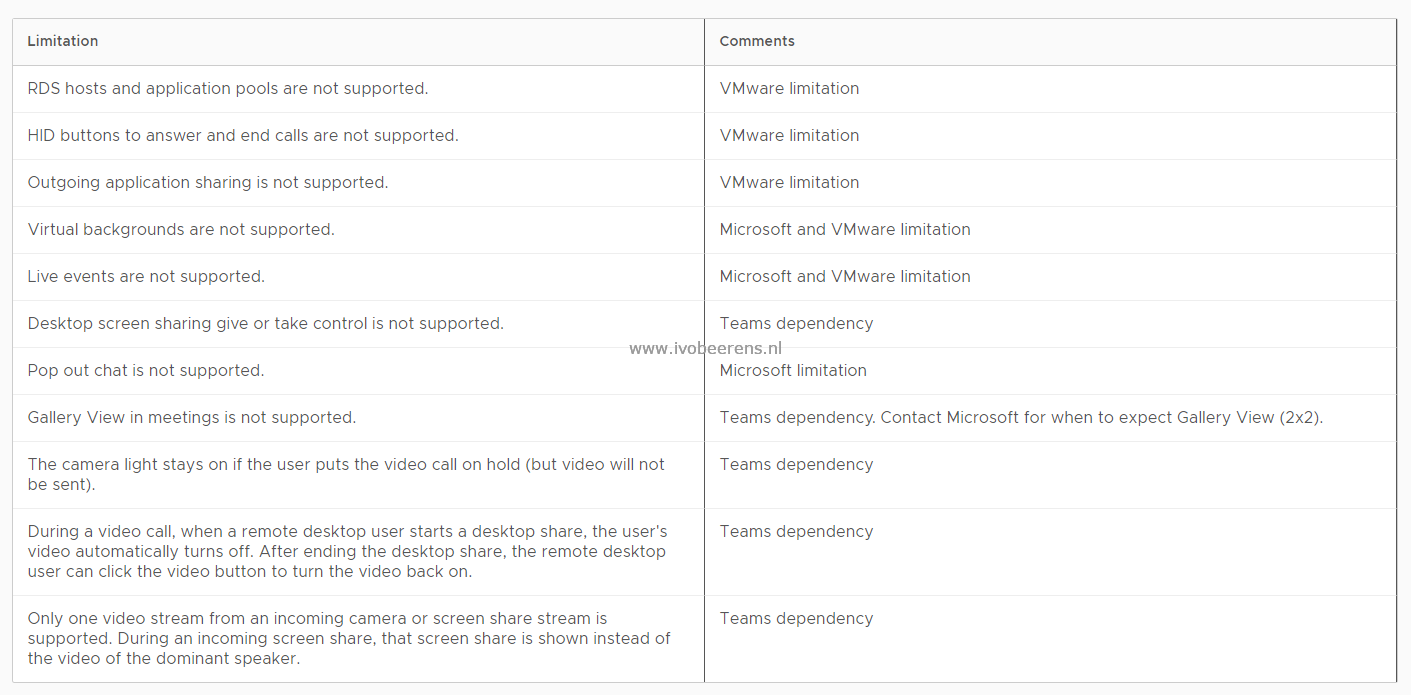 Limitation Comments
RDS hosts and application pools are not supported. VMware limitation
HID buttons to answer and end calls are not supported. VMware limitation
Outgoing application sharing is not supported. VMware limitation
Virtual backgrounds are not supported. Microsoft and VMware limitation
Live events are not supported. Microsoft and VMware limitation
Desktop screen sharing give or take control is not supported. Teams dependency
www.ivobeerens.nl
Pop out chat is not supported. Microsoft limitation
Gallery View in meetings is not supported. Teams dependency. Contact Microsoft for when to expect Gallery View (2x2).
The camera light stays on if the user puts the video call on hold (but video will not Teams dependency
be sent).
During a video call, when a remote desktop user starts a desktop share, the user's Teams dependency
video automatically turns off. After ending the desktop share, the remote desktop
user can click the video button to turn the video back on.
Only one video stream from an incoming camera or screen share stream is Teams dependency
supported. During an incoming screen share, that screen share is shown instead of
the video of the dominant speaker.